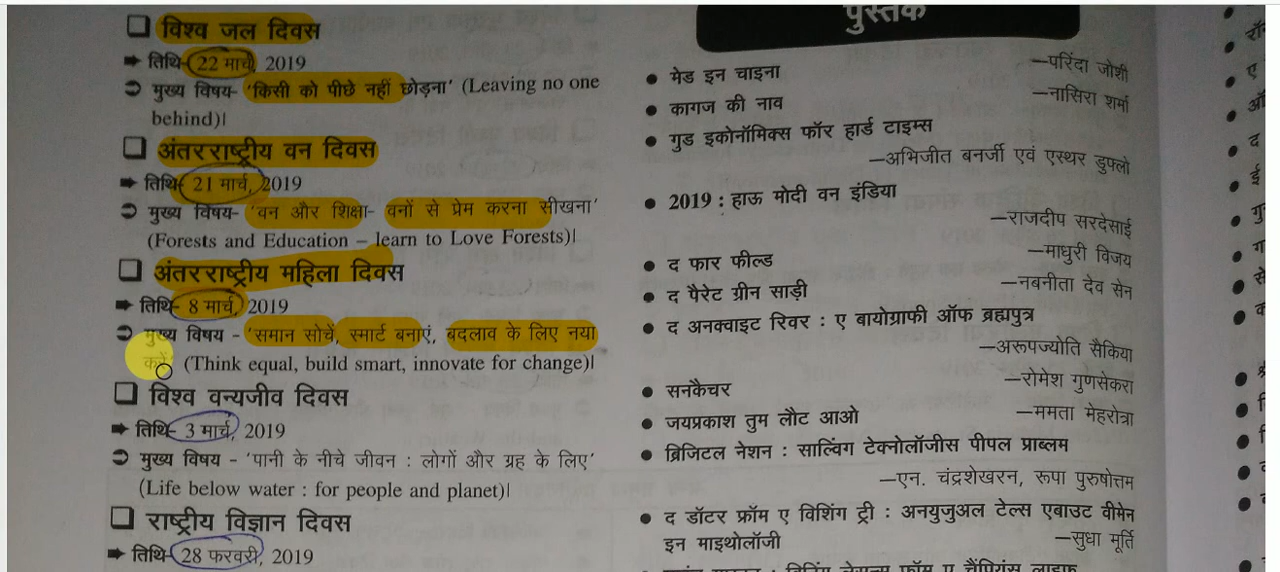 ❑ विश्व जल दिवस
➡ तिथि- 22 मार्च, 2019
➲ मुख्य विषय- 'किसी को पीछे नहीं छोड़ना' (Leaving no one
behind)।
❑ अंतरराष्ट्रीय वन दिवस
➡ तिथि- 21 मार्च, 2019
➲ मुख्य विषय- 'वन और शिक्षा- वनों से प्रेम करना सीखना'
(Forests and Education – learn to Love Forests)।
❑ अंतरराष्ट्रीय महिला दिवस
➡ तिथि- 8 मार्च, 2019
➲ मुख्य विषय - 'समान सोचें, स्मार्ट बनाएं, बदलाव के लिए नया
करें' (Think equal, build smart, innovate for change)।
❑ विश्व वन्यजीव दिवस
➡ तिथि- 3 मार्च, 2019
➲ मुख्य विषय - 'पानी के नीचे जीवन : लोगों और ग्रह के लिए'
(Life below water : for people and planet)।
❑ राष्ट्रीय विज्ञान दिवस
➡ तिथि- 28 फरवरी, 2019
पुस्तक
● मेड इन चाइना —परिंदा जोशी
● कागज की नाव —नासिरा शर्मा
● गुड इकोनॉमिक्स फॉर हार्ड टाइम्स
—अभिजीत बनर्जी एवं एस्थर डुफ्लो
● 2019 : हाऊ मोदी वन इंडिया
—राजदीप सरदेसाई
● द फार फील्ड —माधुरी विजय
● द पैरेट ग्रीन साड़ी —नबनीता देव सेन
● द अनक्वाइट रिवर : ए बायोग्राफी ऑफ ब्रह्मपुत्र
—अरूपज्योति सैकिया
● सनकैचर —रोमेश गुणसेकरा
● जयप्रकाश तुम लौट आओ —ममता मेहरोत्रा
● ब्रिजिटल नेशन : साल्विंग टेक्नोलॉजीस पीपल प्राब्लम
—एन. चंद्रशेखरन, रूपा पुरुषोत्तम
● द डॉटर फ्रॉम ए विशिंग ट्री : अनयुजुअल टेल्स एबाउट वीमेन
इन माइथोलॉजी —सुधा मूर्ति